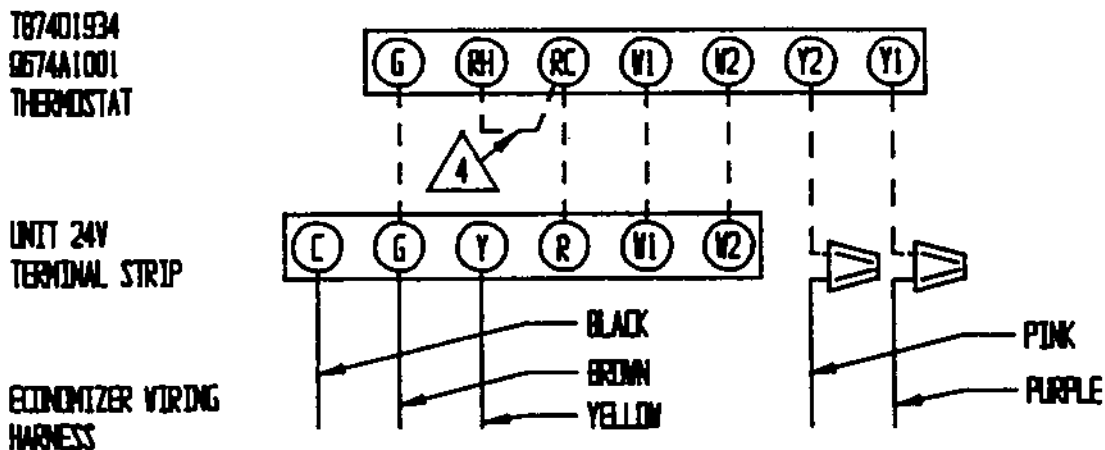 T87401934
Q674A1001
THERMOSTAT
G RH RC W1 W2 Y2 Y1
4
UNIT 24V
TERMINAL STRIP
C G Y R W1 W2
BLACK
PINK
BROWN
PURPLE
YELLOW
ECONOMIZER WIRING
HARNESS